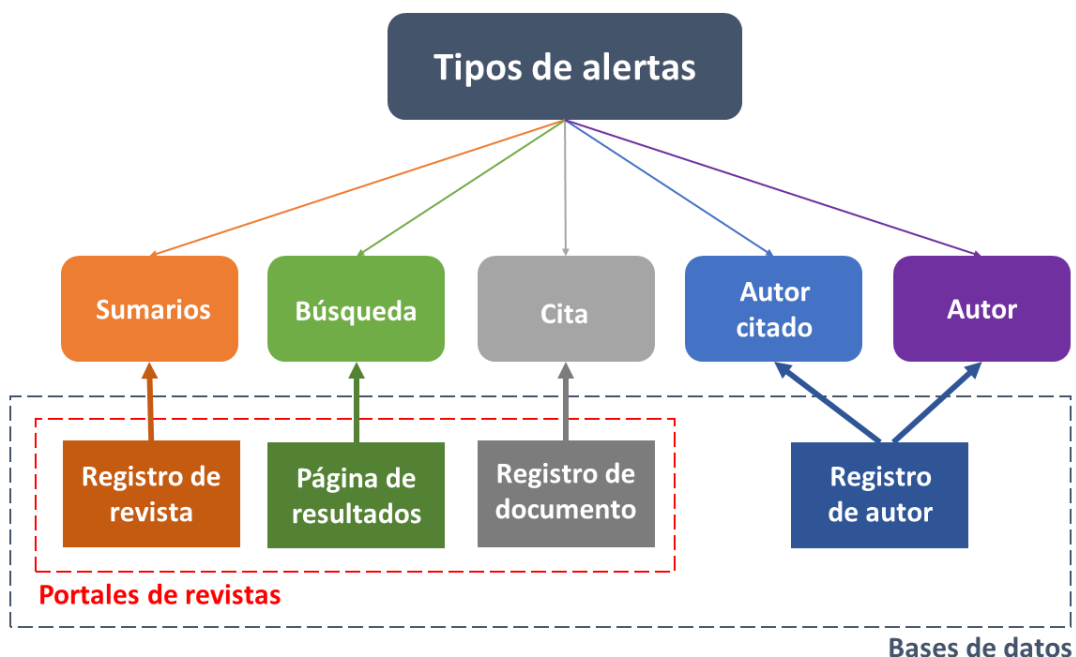 Tipos de alertas
Sumarios
Búsqueda
Cita
Autor
citado
Autor
Registro de
revista
Página de
resultados
Registro de
documento
Registro
de autor
Portales de revistas
Bases de datos